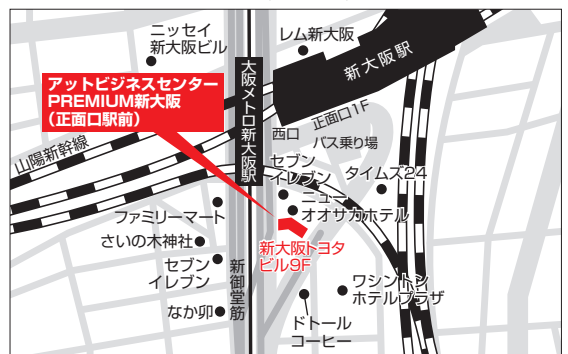 ニッセイ
新大阪ビル
レム新大阪
新大阪駅
アットビジネスセンター
PREMIUM新大阪
（正面口駅前）
大阪メトロ新大阪駅
正面口1F
西口
バス乗り場
山陽新幹線
セブン
イレブン
タイムズ24
ニュー
オオサカホテル
ファミリーマート
さいの木神社
新大阪トヨタ
ビル9F
セブン
イレブン
新御堂筋
ワシントン
ホテルプラザ
なか卯
ドトール
コーヒー